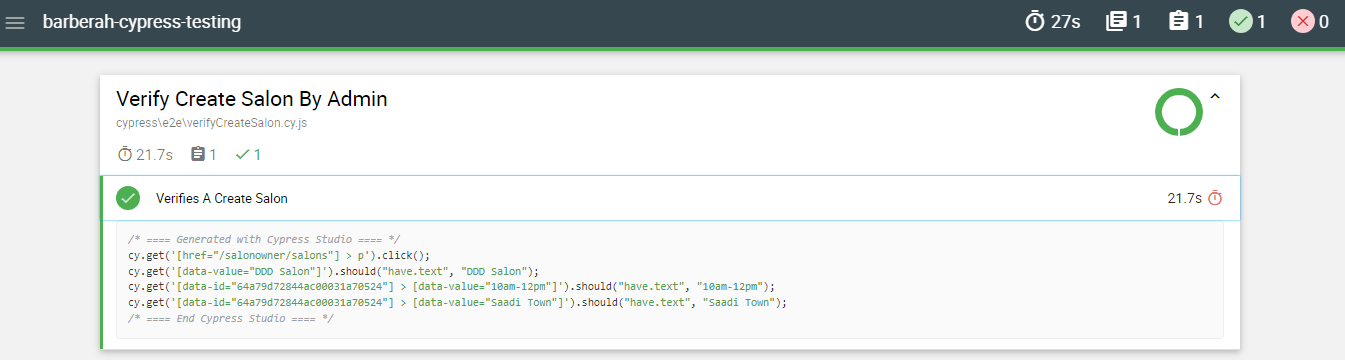 barberah-cypress-testing 27s 1 1 1 0
Verify Create Salon By Admin
cypress\e2e\verifyCreateSalon.cy.js
21.7s 1 1
Verifies A Create Salon 21.7s
/* ==== Generated with Cypress Studio ==== */
cy.get('[href="/salonowner/salons"] > p').click();
cy.get('[data-value="DDD Salon"]').should("have.text", "DDD Salon");
cy.get('[data-id="64a79d72844ac00031a70524"] > [data-value="10am-12pm"]').should("have.text", "10am-12pm");
cy.get('[data-id="64a79d72844ac00031a70524"] > [data-value="Saadi Town"]').should("have.text", "Saadi Town");
/* ==== End Cypress Studio ==== */